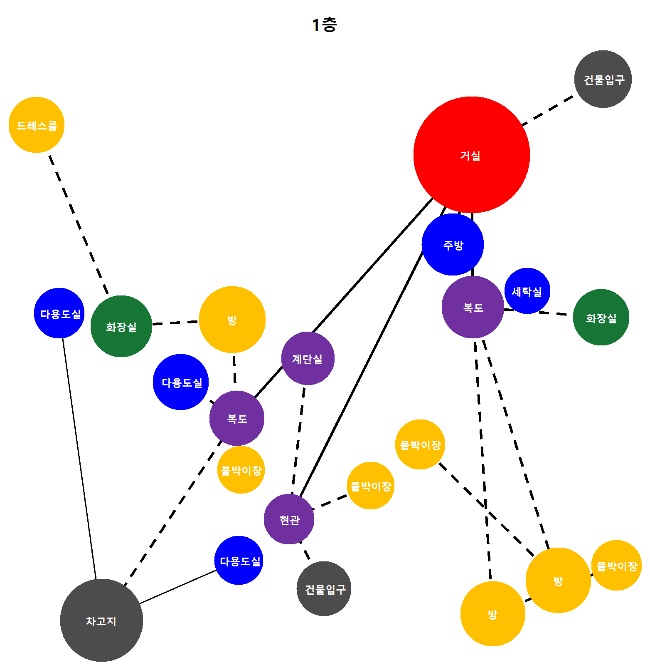 1층
건물입구
드레스룸
거실
주방
세탁실
복도
다용도실
화장실
방
화장실
계단실
다용도실
복도
붙박이장
붙박이장
붙박이장
현관
다용도실
건물입구
붙박이장
방
방
차고지